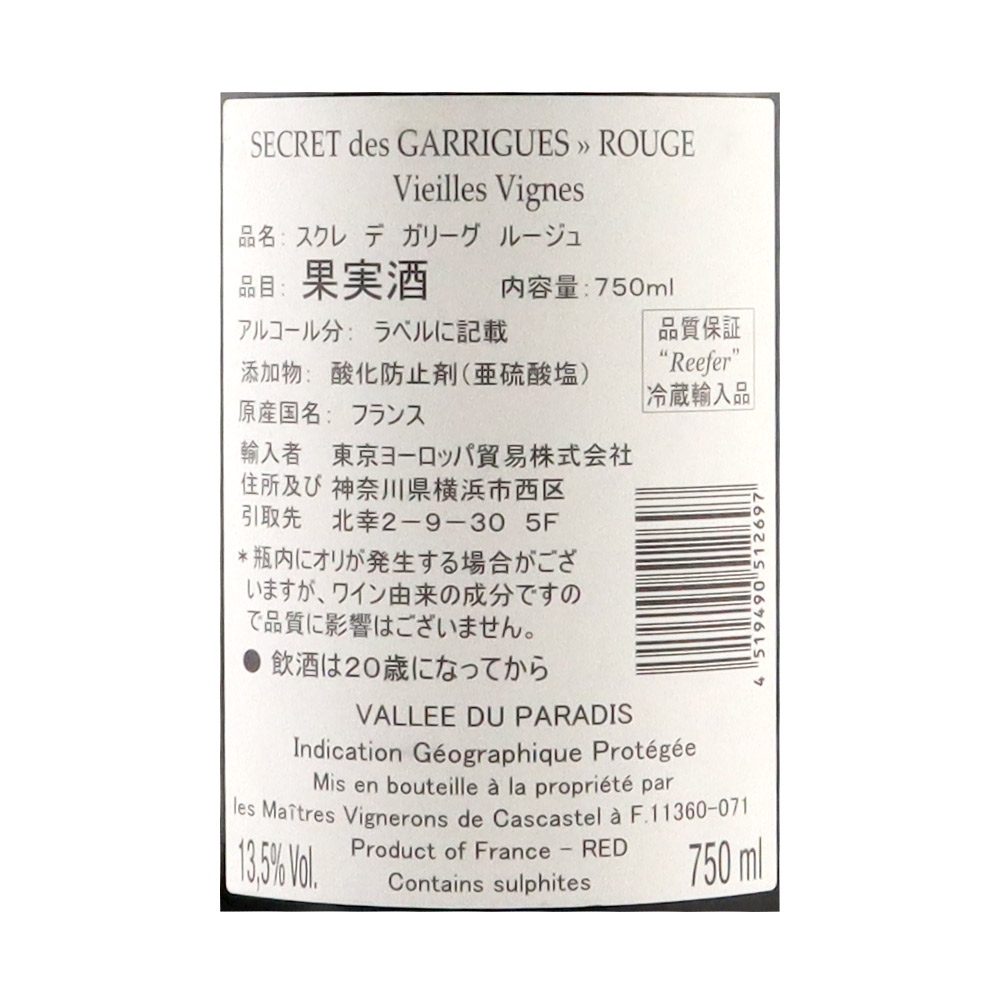 SECRET des GARRIGUES » ROUGE
Vieilles Vignes
品名: スクレ デ ガリーグ ルージュ
品目: 果実酒 内容量:750ml
アルコール分: ラベルに記載
添加物: 酸化防止剤(亜硫酸塩)
原産国名: フランス
品質保証
“Reefer”
冷蔵輸入品
輸入者 東京ヨーロッパ貿易株式会社
住所及び 神奈川県横浜市西区
引取先 北幸2-9-30 5F
*瓶内にオリが発生する場合がござ
いますが、ワイン由来の成分ですの
で品質に影響はございません。
● 飲酒は20歳になってから
4 519490 512697
VALLEE DU PARADIS
Indication Géographique Protégée
Mis en bouteille à la propriété par
les Maîtres Vignerons de Cascastel à F.11360-071
Product of France - RED
13,5% Vol.
Contains sulphites
750 ml